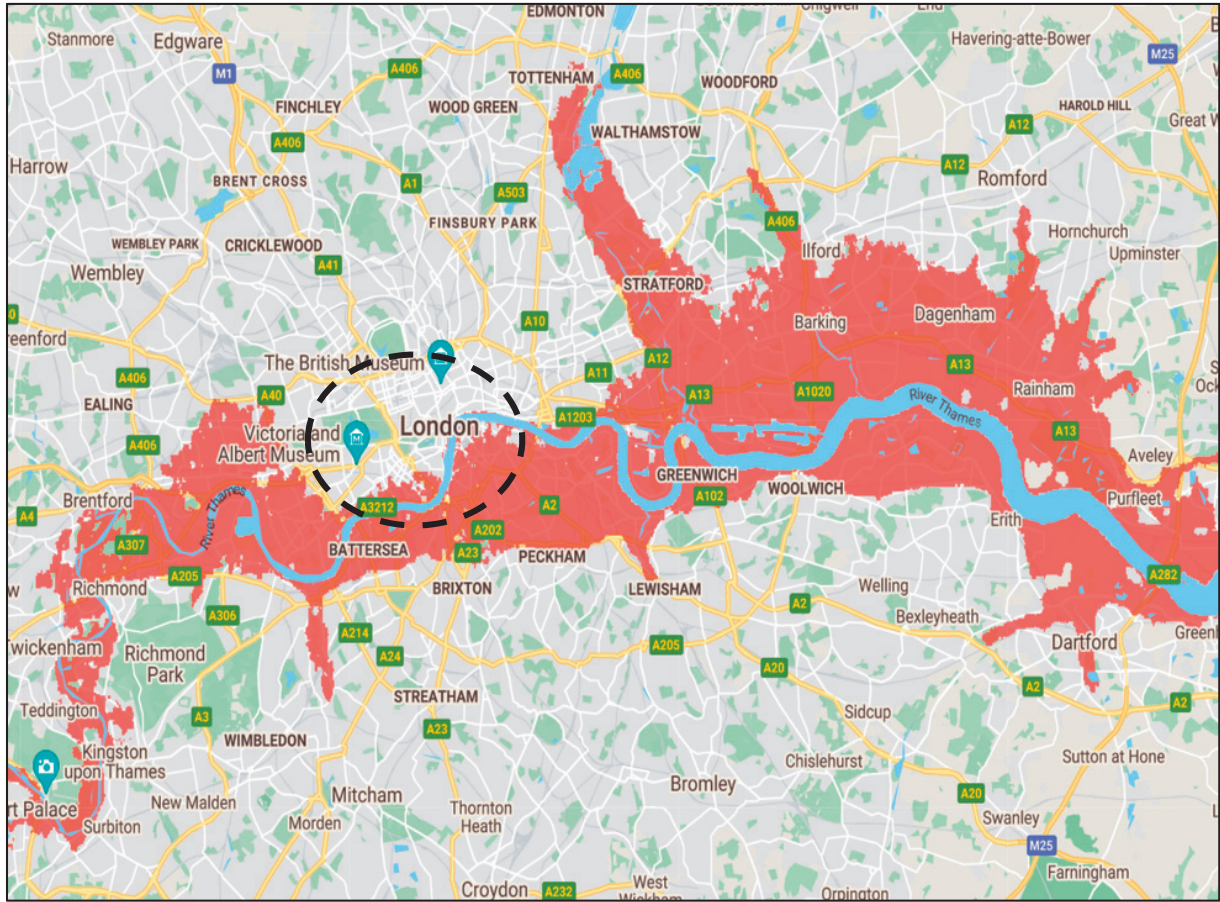 EDMONTON
Stanmore
Edgware
Havering-atte-Bower
M25
M1
A406
TOTTENHAM
A406
WOODFORD
FINCHLEY
WOOD GREEN
HAROLD HILL
A12
WALTHAMSTOW
A406
Harrow
A12
BRENT CROSS
A1
A503
Romford
A406
FINSBURY PARK
Hornchurch
WEMBLEY PARK
CRICKLEWOOD
Ilford
Upminster
A41
Wembley
STRATFORD
Dagenham
A10
Barking
The British Museum
A12
A13
A406
A11
Rainham
A40
A13
A1020
River Thames
EALING
A1203
London
A13
Victoria and
Albert Museum
A406
Aveley
GREENWICH
Brentford
WOOLWICH
A102
Purfleet
A4
River Thames
A3212
A2
Erith
A202
A307
BATTERSEA
A23
PECKHAM
A205
A282
Richmond
BRIXTON
LEWISHAM
Welling
A306
A2
Bexleyheath
A214
Dartford
Richmond
Park
A24
A205
A20
STREATHAM
A2
A2
Teddington
A3
Sidcup
A23
WIMBLEDON
Kingston
upon Thames
Chislehurst
Sutton at Hone
Bromley
New Malden
Mitcham
A20
rt Palace
Thornton
Heath
Swanley
Surbiton
Morden
M25
Farningham
Croydon
A232
West
Wickham
Orpington